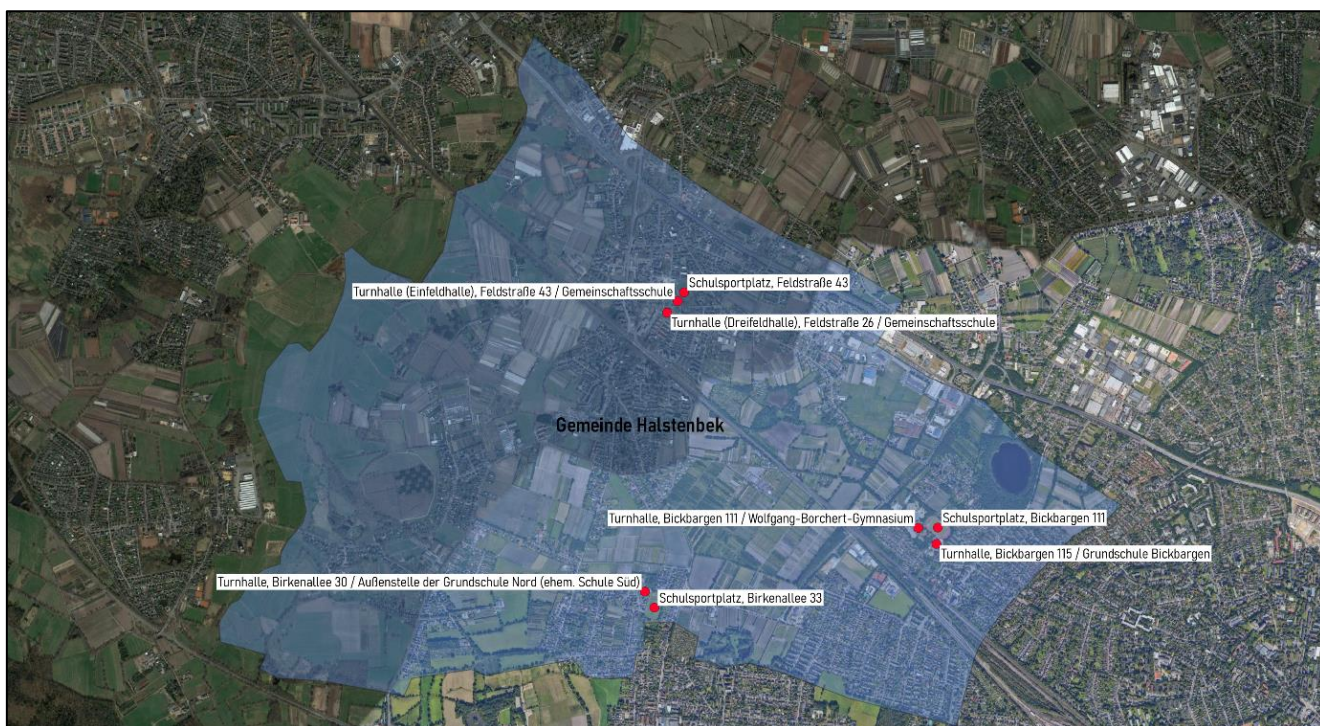 Schulsportplatz, Feldstraße 43
Turnhalle (Einfeldhalle), Feldstraße 43 / Gemeinschaftsschule
Turnhalle (Dreifeldhalle), Feldstraße 26 / Gemeinschaftsschule
Gemeinde Halstenbek
Turnhalle, Bickbargen 111 / Wolfgang-Borchert-Gymnasium
Schulsportplatz, Bickbargen 111
Turnhalle, Bickbargen 115 / Grundschule Bickbargen
Turnhalle, Birkenallee 30 / Außenstelle der Grundschule Nord (ehem. Schule Süd)
Schulsportplatz, Birkenallee 33